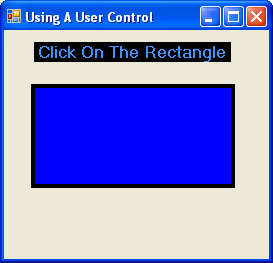 Using A User Control
Click On The Rectangle